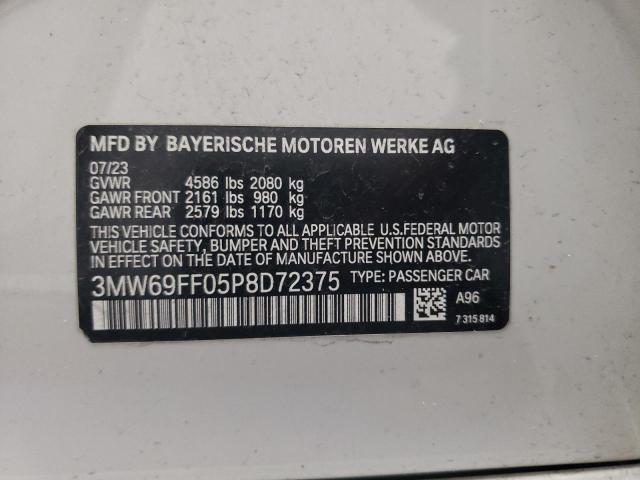 MFD BY BAYERISCHE MOTOREN WERKE AG
07/23
GVWR 4586 lbs 2080 kg
GAWR FRONT 2161 lbs 980 kg
GAWR REAR 2579 lbs 1170 kg
THIS VEHICLE CONFORMS TO ALL APPLICABLE U.S.FEDERAL MOTOR
VEHICLE SAFETY, BUMPER AND THEFT PREVENTION STANDARDS
IN EFFECT ON THE DATE OF MANUFACTURE SHOWN ABOVE
3MW69FF05P8D72375 TYPE: PASSENGER CAR
A96
7 315 814